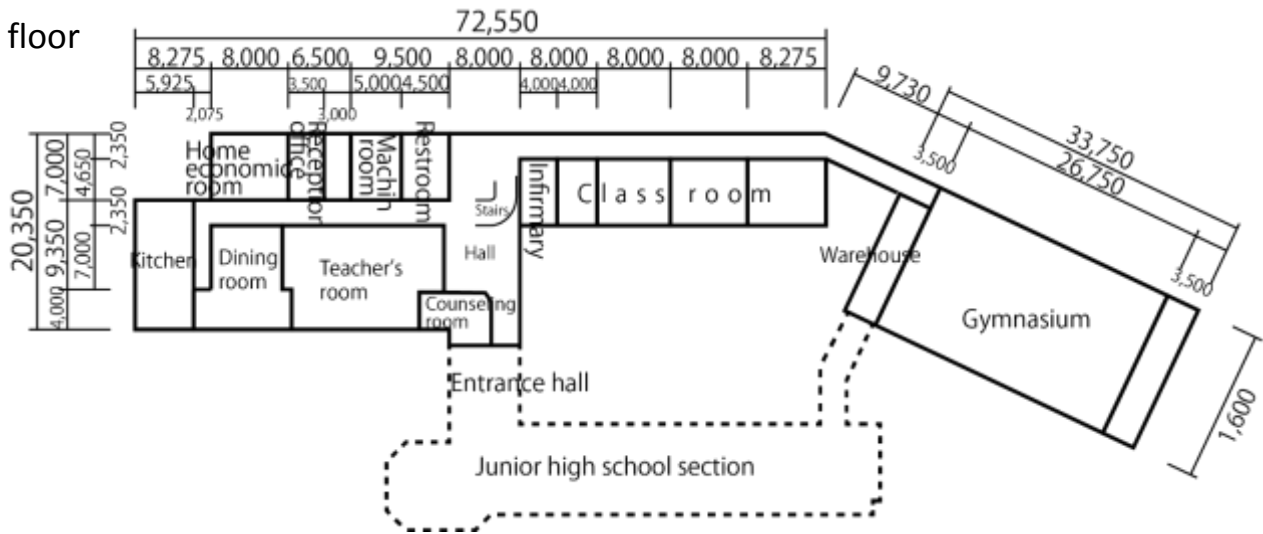 floor
72,550
8,275 8,000 6,500 9,500 8,000 8,000 8,000 8,000 8,275
5,925 3,500 5,000 4,500 4,000 4,000
2,075 3,000
9,730
33,750
26,750
3,500
3,500
1,600
20,350
7,000
9,350
4,000
4,650
7,000
2,350
2,350
2,350
Home
economics
room
Reception
office
Machin
room
Restroom
Stairs
Infirmary
Class room
Kitchen
Dining
room
Teacher's
room
Hall
Counseling
room
Warehouse
Gymnasium
Entrance hall
Junior high school section